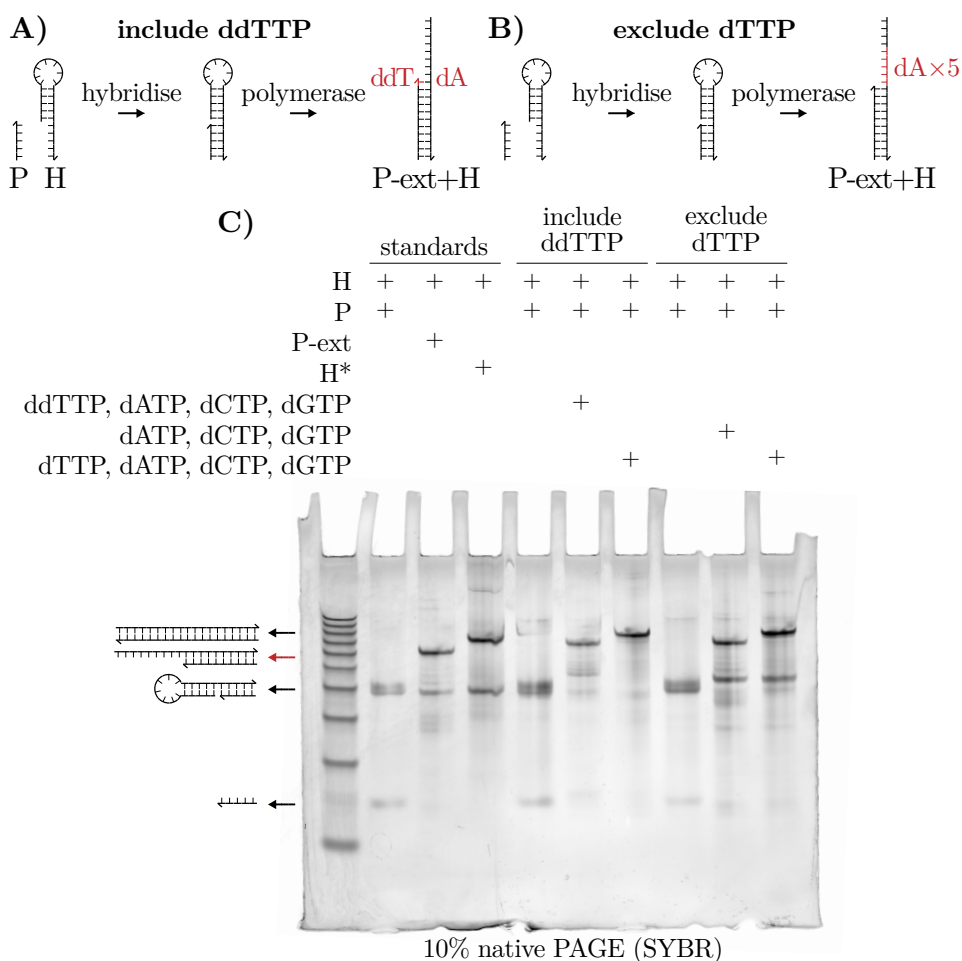 A) include ddTTP
hybidise polymerase ddT dA
P H P-ext+H
B) exclude dTTP
hybridise polymerase dA×5
P H P-ext+H
C)
standards include ddTTP exclude dTTP
H + + + + + + + + +
P + + + + + + +
P-ext +
H* +
ddTTP, dATP, dCTP, dGTP +
dATP, dCTP, dGTP +
dTTP, dATP, dCTP, dGTP + +
10% native PAGE (SYBR)